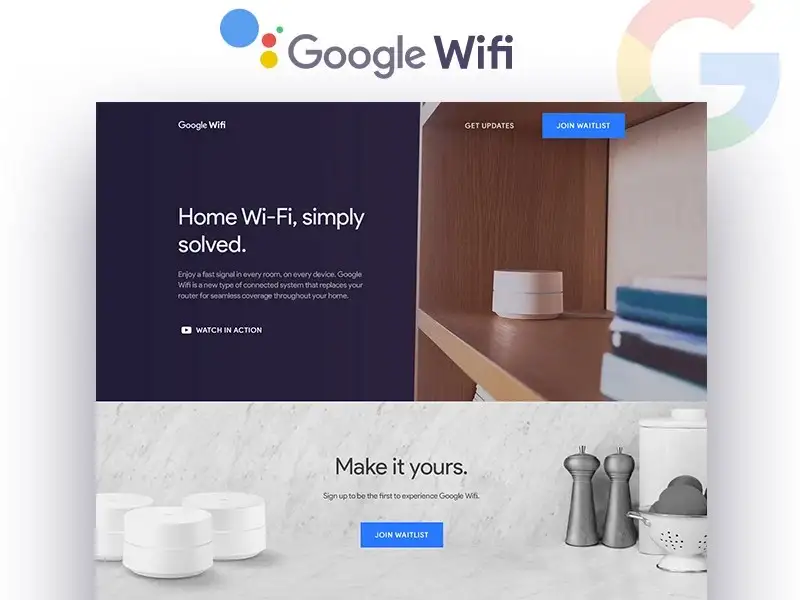 Google Wifi
Google Wifi
GET UPDATES
JOIN WAITLIST
Home Wi-Fi, simply
solved.
Enjoy a fast signal in every room, on every device. Google
Wifi is a new type of connected system that replaces your
router for seamless coverage throughout your home.
WATCH IN ACTION
Make it yours.
Sign up to be the first to experience Google Wifi.
JOIN WAITLIST